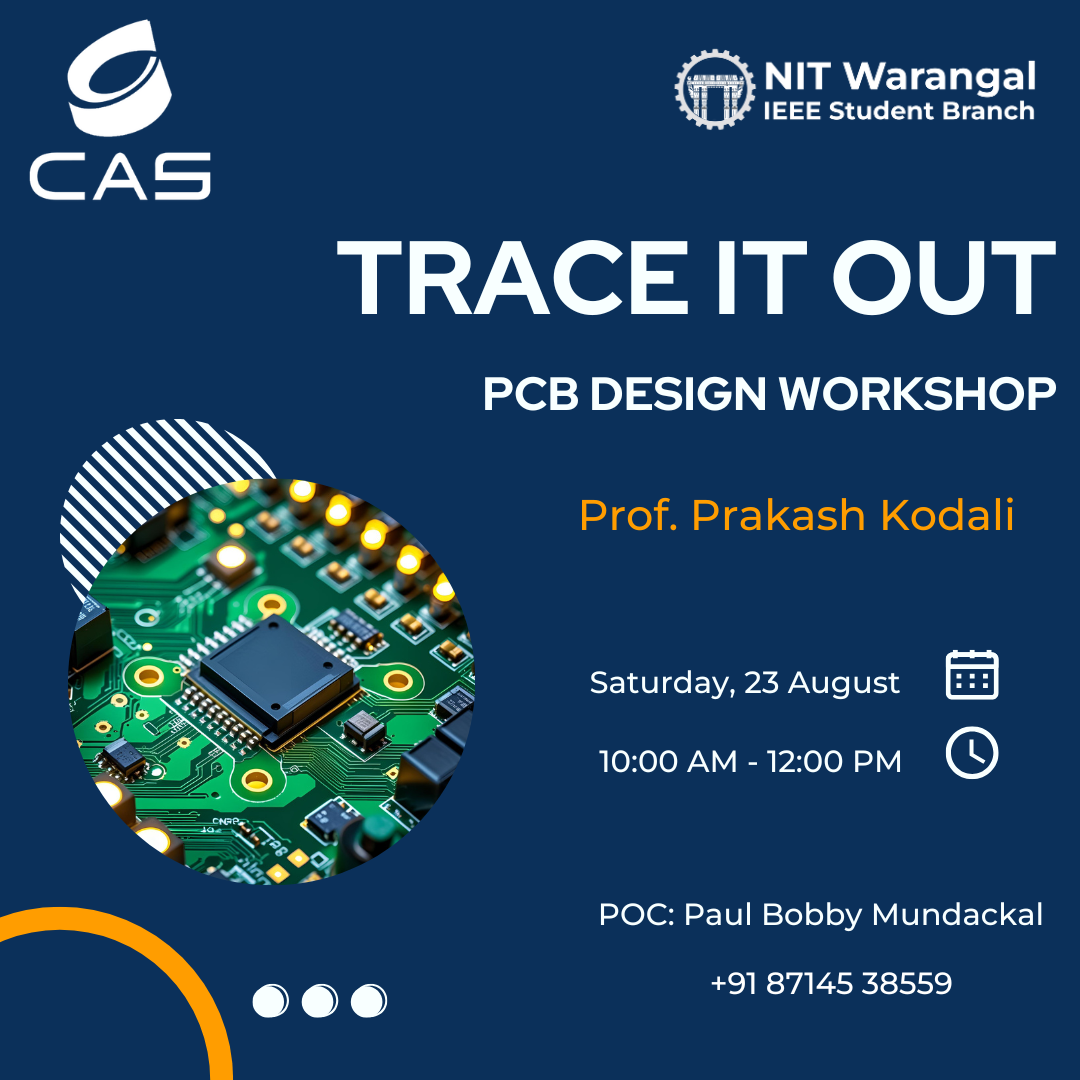 CAS
NIT Warangal
IEEE Student Branch
TRACE IT OUT
PCB DESIGN WORKSHOP
Prof. Prakash Kodali
Saturday, 23 August
10:00 AM - 12:00 PM
POC: Paul Bobby Mundackal
+91 87145 38559